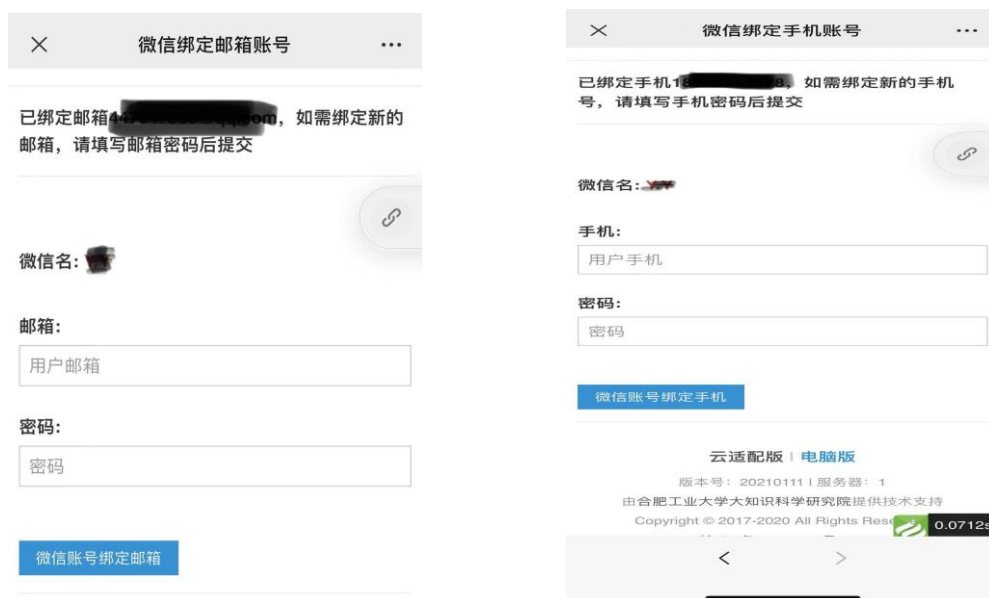 微信绑定邮箱账号
已绑定邮箱 om，如需绑定新的
邮箱，请填写邮箱密码后提交
微信名:
邮箱:
用户邮箱
密码:
密码
微信账号绑定邮箱
微信绑定手机账号
已绑定手机1 8，如需绑定新的手机
号，请填写手机密码后提交
微信名:
手机:
用户手机
密码:
密码
微信账号绑定手机
云适配版 | 电脑版
版本号: 20210111 | 服务器: 1
由合肥工业大学大知识科学研究院提供技术支持
Copyright © 2017-2020 All Rights Rese
0.0712s